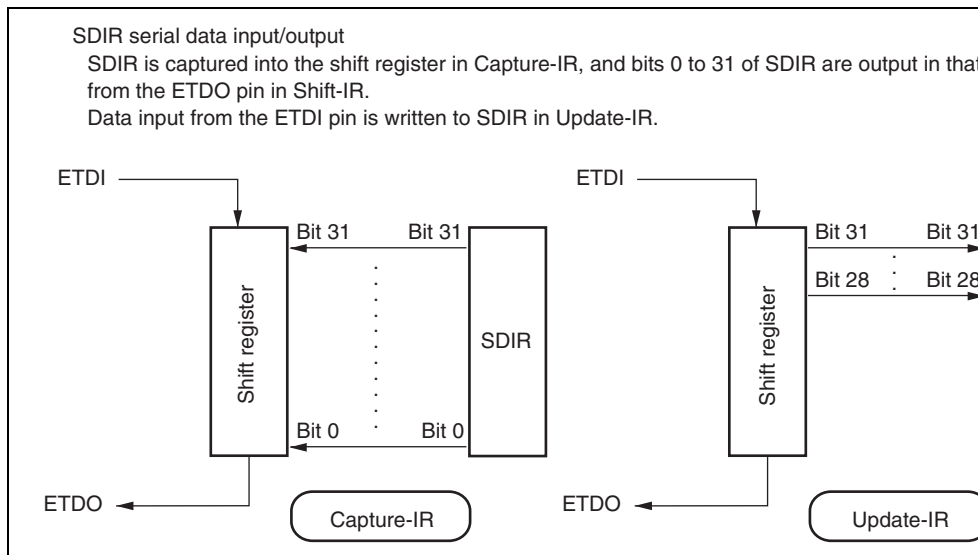 SDIR serial data input/output
SDIR is captured into the shift register in Capture-IR, and bits 0 to 31 of SDIR are output in that
from the ETDO pin in Shift-IR.
Data input from the ETDI pin is written to SDIR in Update-IR.
ETDI
Bit 31 Bit 31
Shift register
SDIR
Bit 0 Bit 0
ETDO
Capture-IR
ETDI
Bit 31 Bit 31
Bit 28 Bit 28
Shift register
ETDO
Update-IR